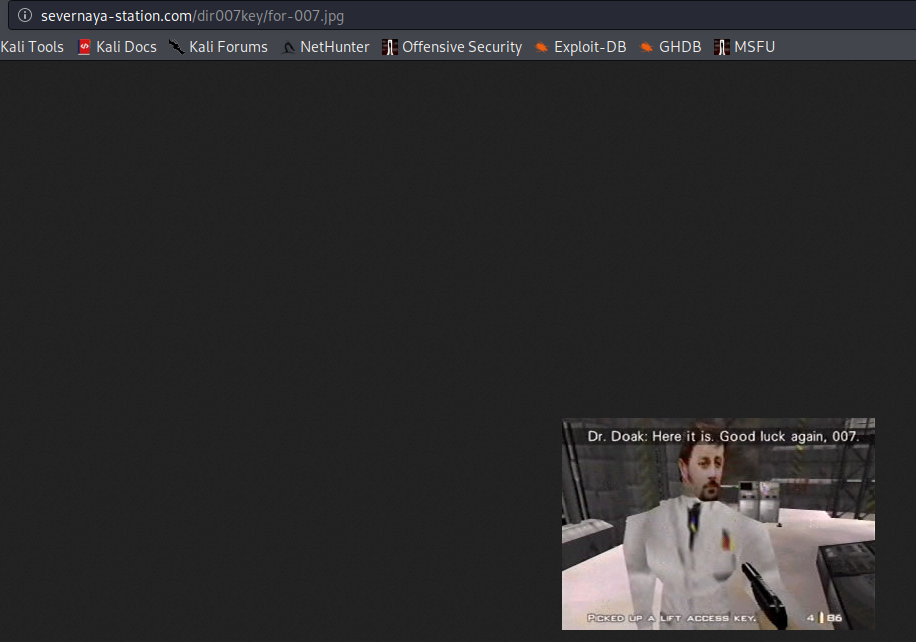 severnaya-station.com/dir007key/for-007.jpg
Kali Tools Kali Docs Kali Forums NetHunter Offensive Security Exploit-DB GHDB MSFU
Dr. Doak: Here it is. Good luck again, 007.
PICKED UP A LIFT ACCESS KEY. 4 86